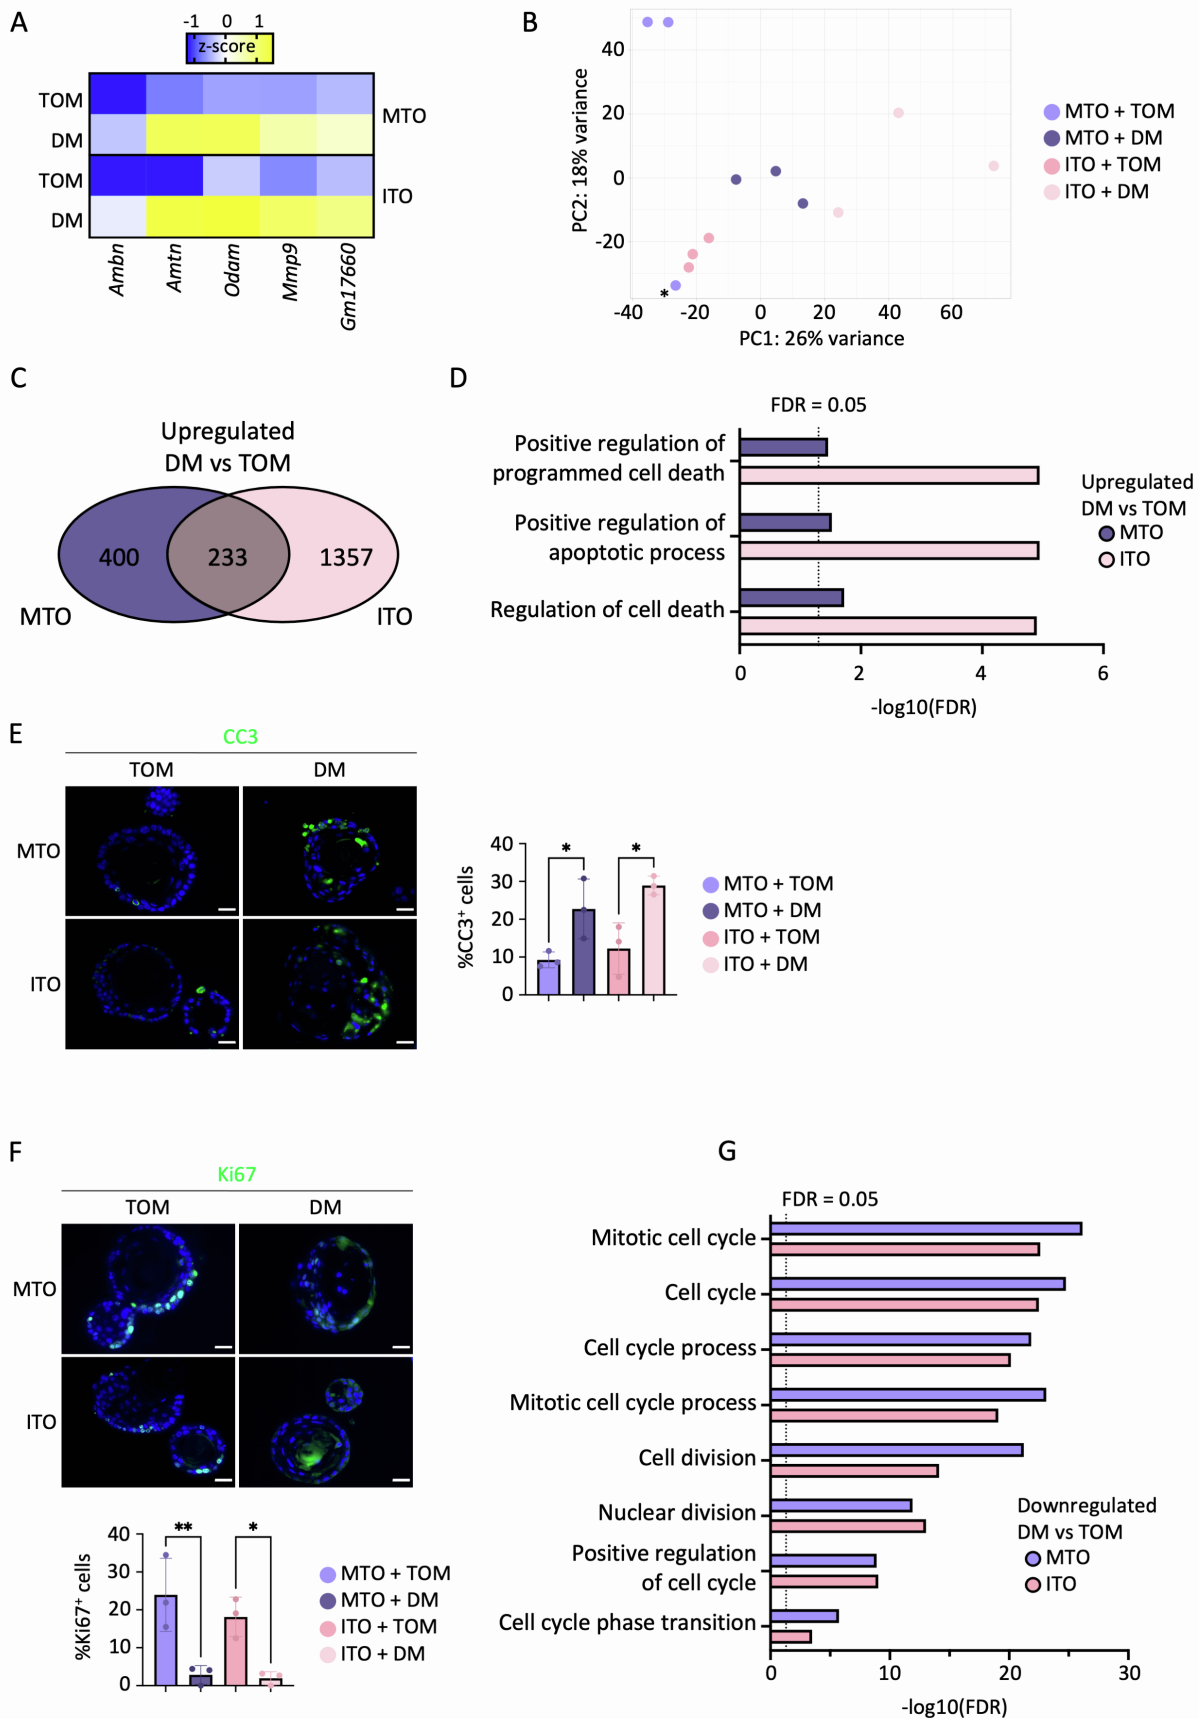 A
-1 0 1
z-score
TOM
DM
MTO
TOM
DM
ITO
Ambn
Amtn
Odam
Mmp9
Gm17660
B
40
20
0
-20
PC2: 18% variance
*
-40 -20 0 20 40 60
PC1: 26% variance
MTO + TOM
MTO + DM
ITO + TOM
ITO + DM
C
Upregulated
DM vs TOM
400 233 1357
MTO ITO
D
FDR = 0.05
Positive regulation of
programmed cell death
Positive regulation of
apoptotic process
Regulation of cell death
0 2 4 6
-log10(FDR)
Upregulated
DM vs TOM
MTO
ITO
E
CC3
TOM DM
MTO
ITO
40
30
20
10
0
%CC3+ cells
* *
MTO + TOM
MTO + DM
ITO + TOM
ITO + DM
F
Ki67
TOM DM
MTO
ITO
40
30
20
10
0
%Ki67+ cells
** *
MTO + TOM
MTO + DM
ITO + TOM
ITO + DM
G
FDR = 0.05
Mitotic cell cycle
Cell cycle
Cell cycle process
Mitotic cell cycle process
Cell division
Nuclear division
Positive regulation
of cell cycle
Cell cycle phase transition
0 10 20 30
-log10(FDR)
Downregulated
DM vs TOM
MTO
ITO